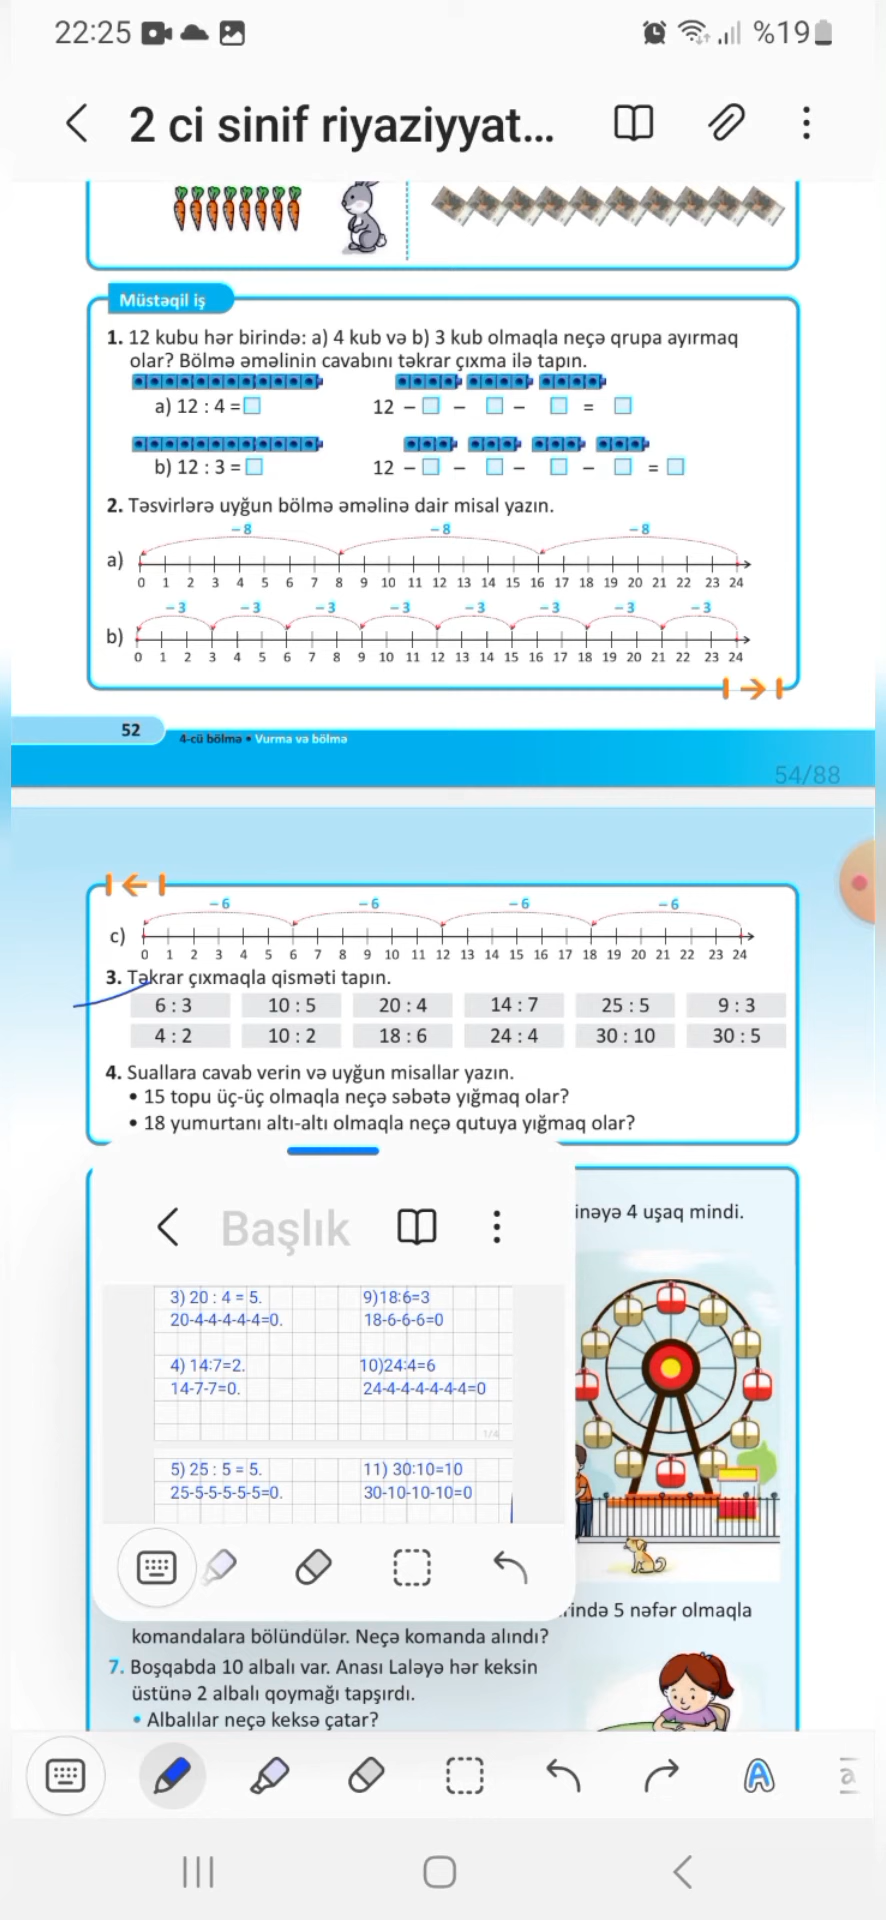 22:25 %19
2 ci sinif riyaziyyat...
Müstəqil iş
1. 12 kubu hər birində: a) 4 kub və b) 3 kub olmaqla neçə qrupa ayırmaq
olar? Bölmə əməlinin cavabını təkrar çıxma ilə tapın.
a) 12 : 4 = □ 12 – □ – □ – □ = □
b) 12 : 3 = □ 12 – □ – □ – □ – □ = □
2. Təsvirlərə uyğun bölmə əməlinə dair misal yazın.
– 8 – 8 – 8
a)
0 1 2 3 4 5 6 7 8 9 10 11 12 13 14 15 16 17 18 19 20 21 22 23 24
– 3 – 3 – 3 – 3 – 3 – 3 – 3 – 3
b)
0 1 2 3 4 5 6 7 8 9 10 11 12 13 14 15 16 17 18 19 20 21 22 23 24
52 4-cü bölmə • Vurma və bölmə
54/88
– 6 – 6 – 6 – 6
c)
0 1 2 3 4 5 6 7 8 9 10 11 12 13 14 15 16 17 18 19 20 21 22 23 24
3. Təkrar çıxmaqla qisməti tapın.
6 : 3 10 : 5 20 : 4 14 : 7 25 : 5 9 : 3
4 : 2 10 : 2 18 : 6 24 : 4 30 : 10 30 : 5
4. Suallara cavab verin və uyğun misallar yazın.
• 15 topu üç-üç olmaqla neçə səbətə yığmaq olar?
• 18 yumurtanı altı-altı olmaqla neçə qutuya yığmaq olar?
inəyə 4 uşaq mindi.
Başlık
3) 20 : 4 = 5. 9)18:6=3
20-4-4-4-4-4=0. 18-6-6-6=0
4) 14:7=2. 10)24:4=6
14-7-7=0. 24-4-4-4-4-4-4=0
1/4
5) 25 : 5 = 5. 11) 30:10=10
25-5-5-5-5-5=0. 30-10-10-10=0
rində 5 nəfər olmaqla
komandalara bölündülər. Neçə komanda alındı?
7. Boşqabda 10 albalı var. Anası Laləyə hər keksin
üstünə 2 albalı qoymağı tapşırdı.
• Albalılar neçə keksə çatar?
A a